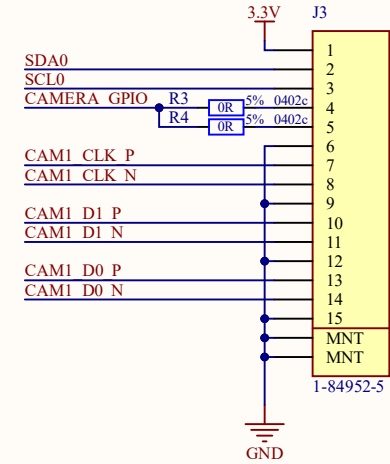 3.3V J3
1
SDA0 2
SCL0 3
CAMERA_GPIO R3 0R 5% 0402c 4
R4 0R 5% 0402c 5
6
CAM1_CLK_P 7
CAM1_CLK_N 8
9
CAM1_D1_P 10
CAM1_D1_N 11
12
CAM1_D0_P 13
CAM1_D0_N 14
15
MNT
MNT
1-84952-5
GND